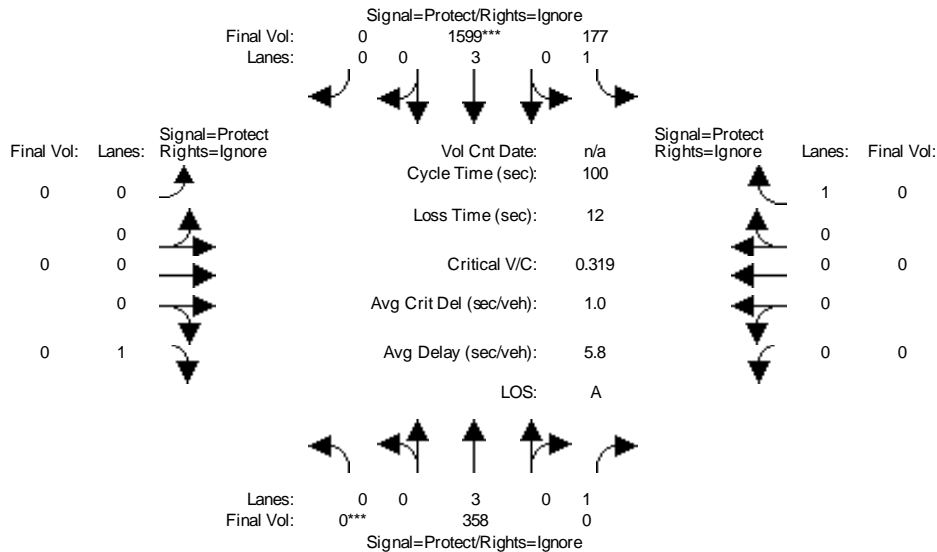 Signal=Protect/Rights=Ignore
Final Vol: 0 1599*** 177
Lanes: 0 0 3 0 1
Signal=Protect
Final Vol: Lanes: Rights=Ignore
Vol Cnt Date: n/a
Signal=Protect
Rights=Ignore Lanes: Final Vol:
Cycle Time (sec): 100
0 0
1 0
Loss Time (sec): 12
0
0
0 0
Critical V/C: 0.319
0 0
0
Avg Crit Del (sec/veh): 1.0
0
0 1
Avg Delay (sec/veh): 5.8
0 0
LOS: A
Lanes: 0 0 3 0 1
Final Vol: 0*** 358 0
Signal=Protect/Rights=Ignore